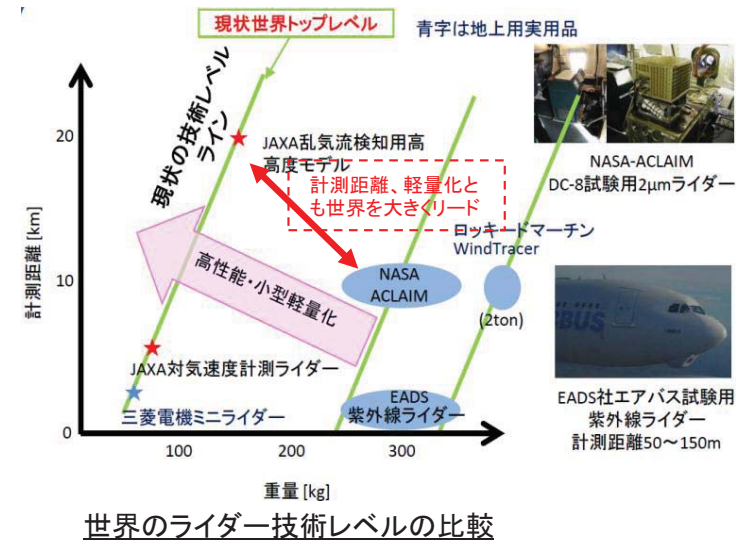 現状世界トップレベル
青字は地上用実用品
現状の技術レベル
ライン
20
JAXA乱気流検知用高
高度モデル
計測距離、軽量化と
も世界を大きくリード
NASA-ACLAIM
DC-8試験用2μmライダー
ロッキードマーチン
WindTracer
計測距離 [km]
高性能・小型軽量化
10
NASA
ACLAIM
(2ton)
BUS
JAXA対気速度計測ライダー
三菱電機ミニライダー
EADS
紫外線ライダー
EADS社エアバス試験用
紫外線ライダー
計測距離50～150m
0
100
200
300
重量 [kg]
世界のライダー技術レベルの比較